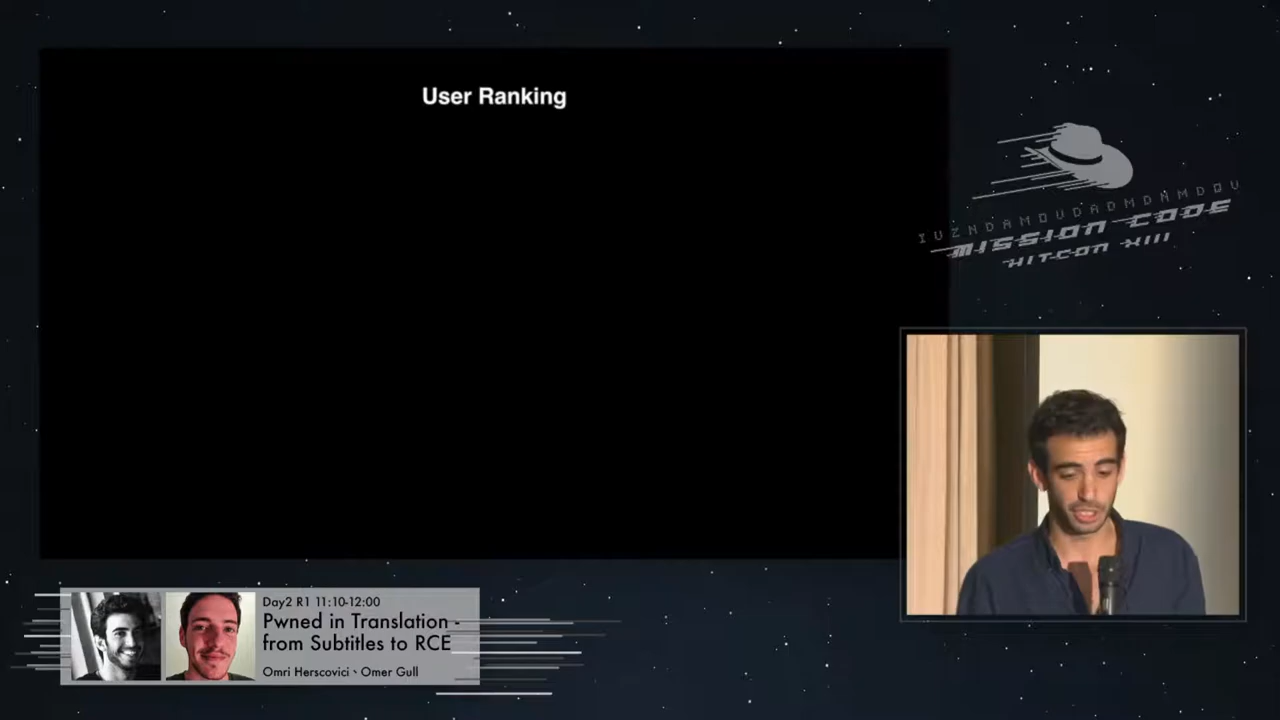 User Ranking
MISSION CODE
HITCON XIII
Day2 R1 11:10-12:00
Pwned in Translation -
from Subtitles to RCE
Omri Herscovici、Omer Gull